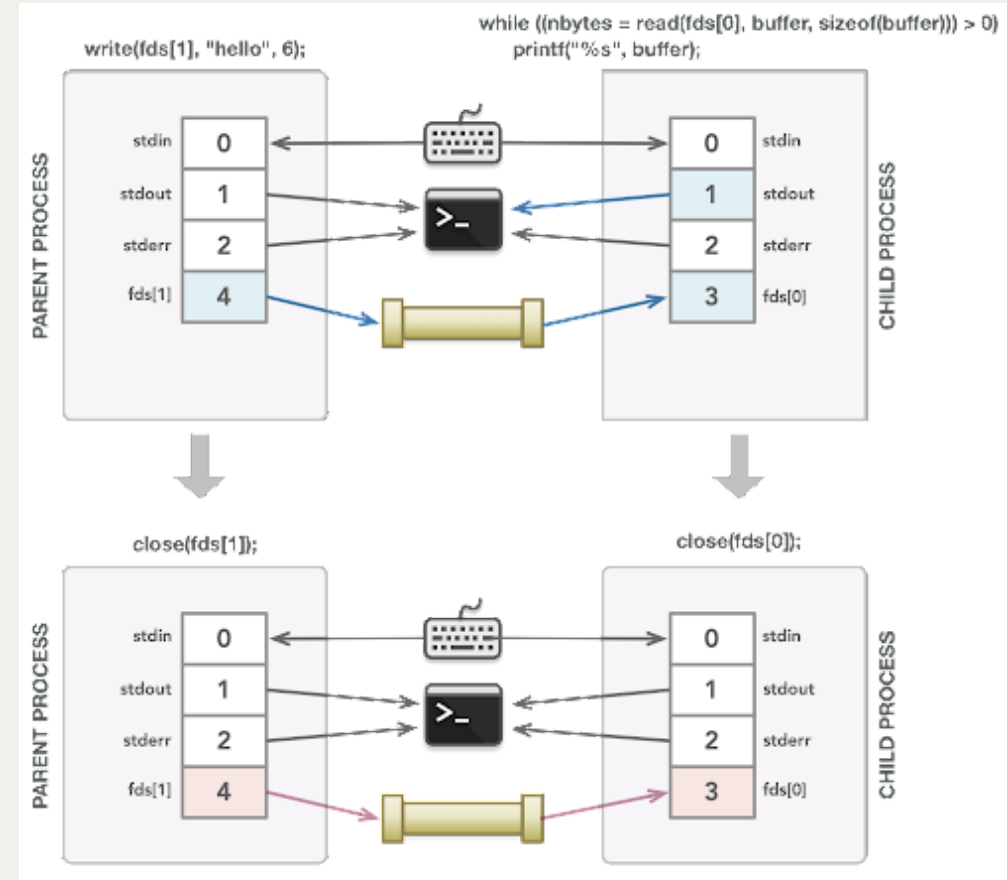 while ((nbytes = read(fds[0], buffer, sizeof(buffer))) > 0)
write(fds[1], "hello", 6);
printf("%s", buffer);
PARENT PROCESS
stdin 0
stdout 1
stderr 2
fds[1] 4
>_
0 stdin
1 stdout
2 stderr
3 fds[0]
CHILD PROCESS
close(fds[1]);
close(fds[0]);
PARENT PROCESS
stdin 0
stdout 1
stderr 2
fds[1] 4
>_
0 stdin
1 stdout
2 stderr
3 fds[0]
CHILD PROCESS